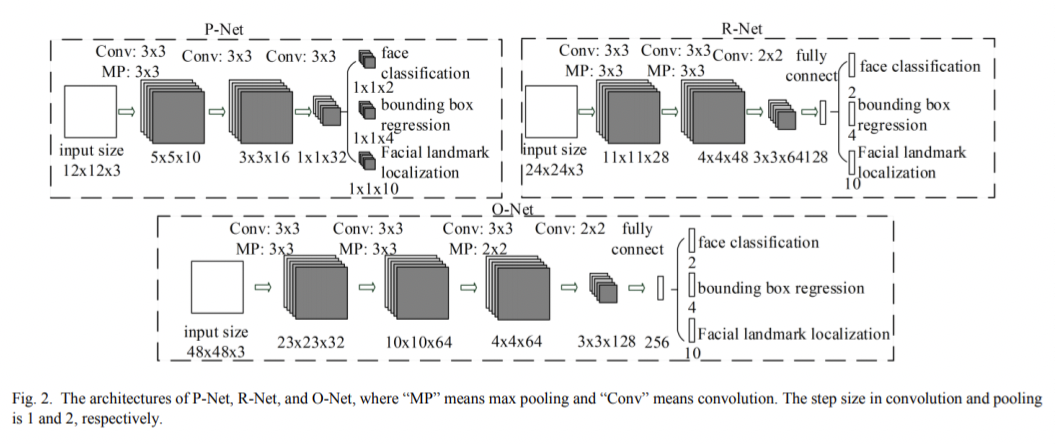 P-Net
Conv: 3x3
MP: 3x3
Conv: 3x3
Conv: 3x3
input size
12x12x3
5x5x10
3x3x16
1x1x32
face
classification
1x1x2
bounding box
regression
1x1x4
Facial landmark
localization
1x1x10
R-Net
Conv: 3x3
MP: 3x3
Conv: 3x3
MP: 3x3
Conv: 2x2
fully
connect
input size
24x24x3
11x11x28
4x4x48
3x3x64
128
face classification
2
bounding box
regression
4
Facial landmark
localization
10
O-Net
Conv: 3x3
MP: 3x3
Conv: 3x3
MP: 3x3
Conv: 3x3
MP: 2x2
Conv: 2x2
fully
connect
input size
48x48x3
23x23x32
10x10x64
4x4x64
3x3x128
256
face classification
2
bounding box regression
4
Facial landmark localization
10
Fig. 2. The architectures of P-Net, R-Net, and O-Net, where “MP” means max pooling and “Conv” means convolution. The step size in convolution and pooling
is 1 and 2, respectively.